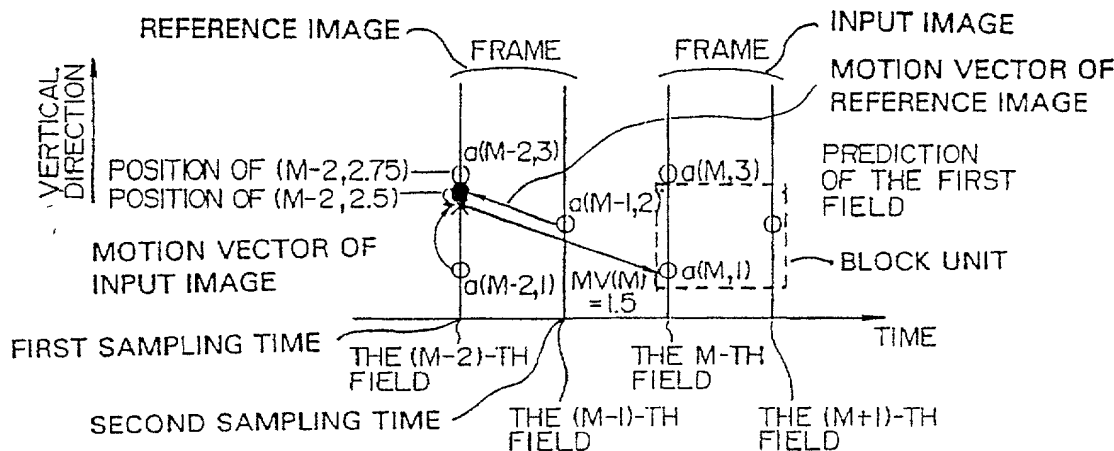 REFERENCE IMAGE
FRAME
FRAME
INPUT IMAGE
MOTION VECTOR OF
REFERENCE IMAGE
VERTICAL
DIRECTION
POSITION OF (M-2,2.75)
a(M-2,3)
a(M,3)
PREDICTION
OF THE FIRST
FIELD
POSITION OF (M-2,2.5)
a(M-1,2)
MOTION VECTOR OF
INPUT IMAGE
a(M-2,1)
MV(M)
=1.5
a(M,1)
BLOCK UNIT
TIME
FIRST SAMPLING TIME
THE (M-2)-TH
FIELD
THE M-TH
FIELD
SECOND SAMPLING TIME
THE (M-1)-TH
FIELD
THE (M+1)-TH
FIELD